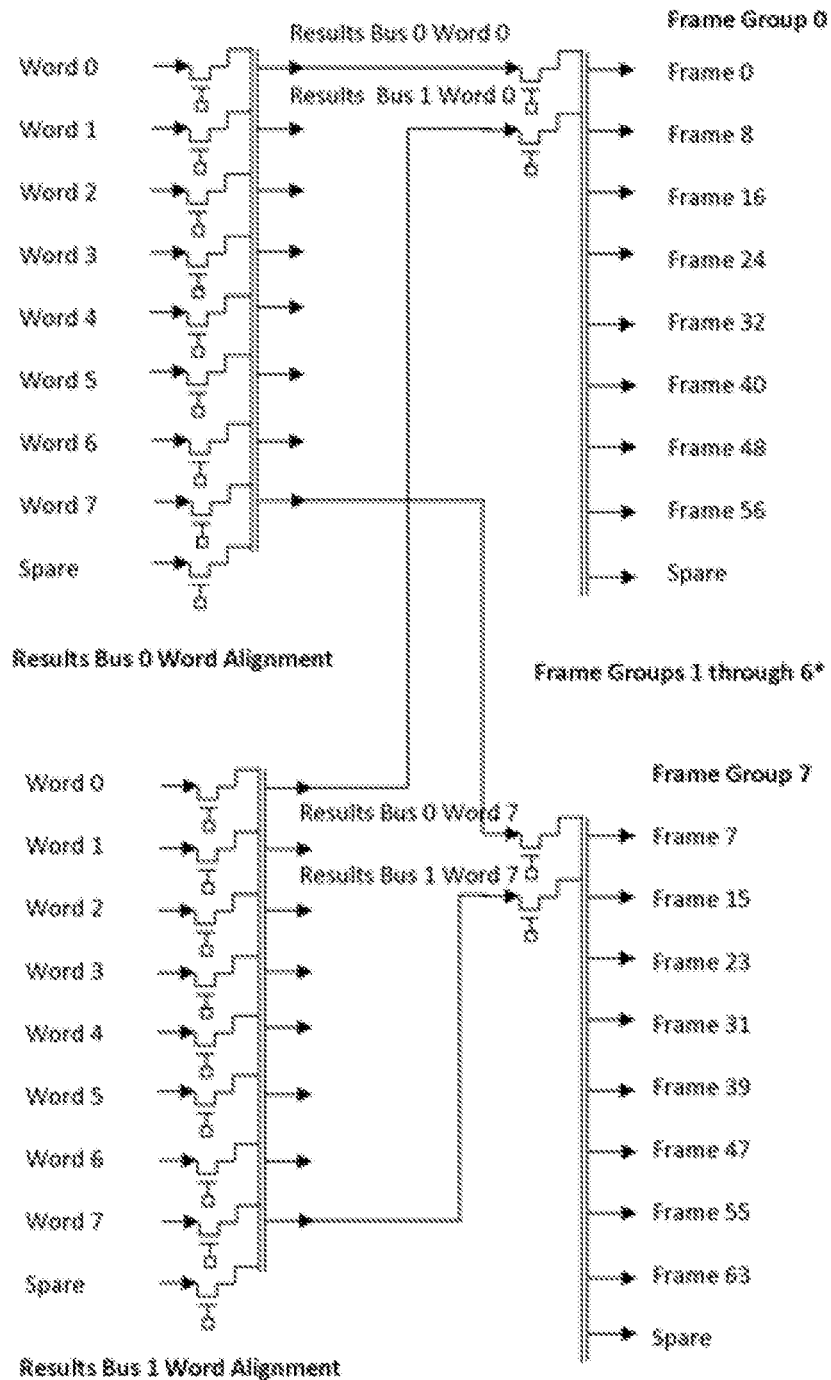 Frame Group 0
Results Bus 0 Word 0
Word 0
Frame 0
Results Bus 1 Word 0
Word 1
Frame 8
Word 2
Frame 16
Word 3
Frame 24
Word 4
Frame 32
Word 5
Frame 40
Word 6
Frame 48
Word 7
Frame 56
Spare
Spare
Results Bus 0 Word Alignment
Frame Groups 1 through 6*
Word 0
Frame Group 7
Results Bus 0 Word 7
Word 1
Frame 7
Results Bus 1 Word 7
Word 2
Frame 15
Word 3
Frame 23
Word 4
Frame 31
Word 5
Frame 39
Word 6
Frame 47
Word 7
Frame 55
Spare
Frame 63
Spare
Results Bus 1 Word Alignment